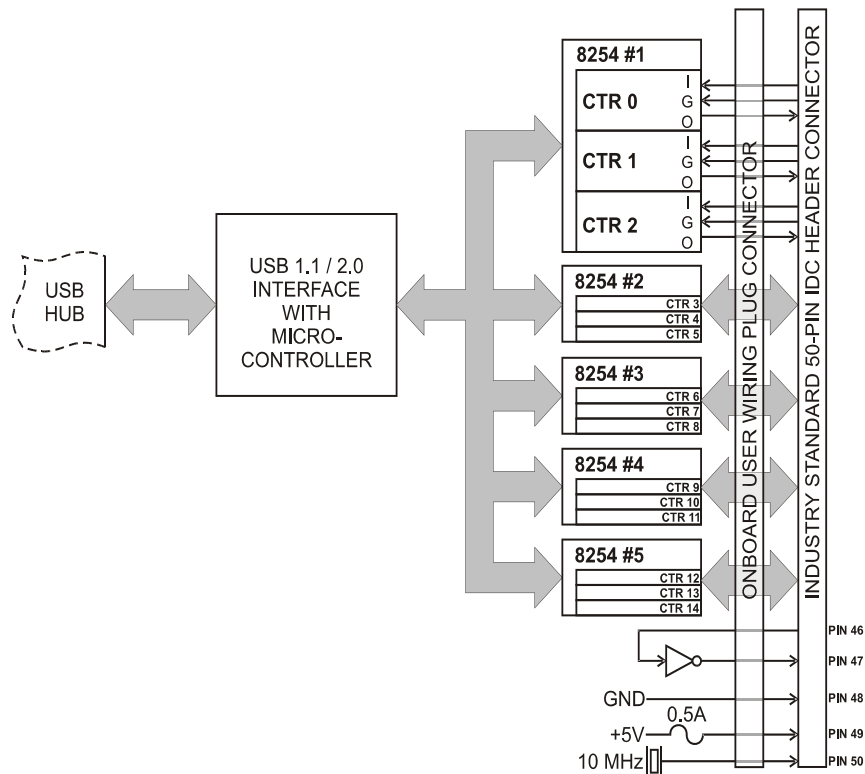 USB
HUB
USB 1.1 / 2.0
INTERFACE
WITH
MICRO-
CONTROLLER
8254 #1
CTR 0
I
G
O
CTR 1
I
G
O
CTR 2
I
G
O
8254 #2
CTR 3
CTR 4
CTR 5
8254 #3
CTR 6
CTR 7
CTR 8
8254 #4
CTR 9
CTR 10
CTR 11
8254 #5
CTR 12
CTR 13
CTR 14
ONBOARD USER WIRING PLUG CONNECTOR
INDUSTRY STANDARD 50-PIN IDC HEADER CONNECTOR
PIN 46
PIN 47
GND
PIN 48
0.5A
+5V
PIN 49
10 MHz
PIN 50